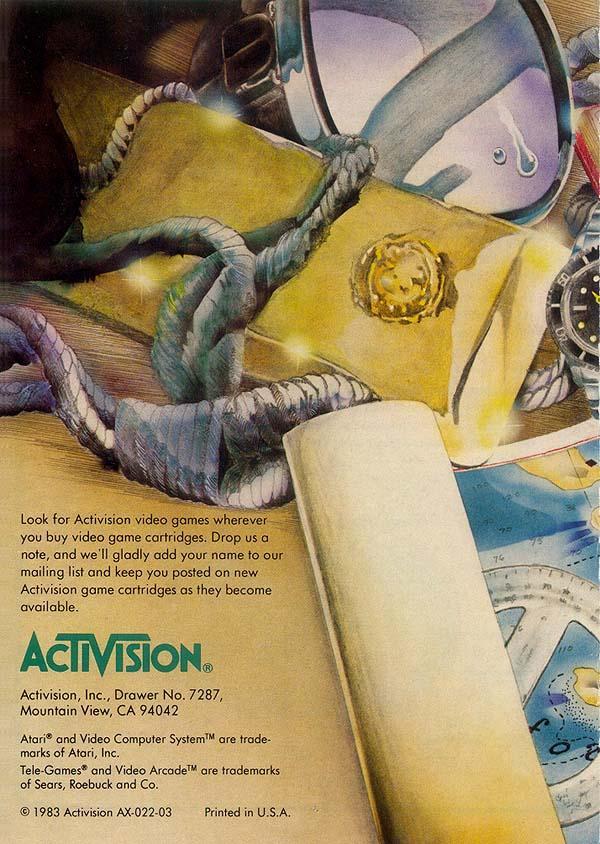 Look for Activision video games wherever
you buy video game cartridges. Drop us a
note, and we'll gladly add your name to our
mailing list and keep you posted on new
Activision game cartridges as they become
available.
ACTIVISION®
Activision, Inc., Drawer No. 7287,
Mountain View, CA 94042
Atari® and Video Computer System™ are trade-
marks of Atari, Inc.
Tele-Games® and Video Arcade™ are trademarks
of Sears, Roebuck and Co.
© 1983 Activision AX-022-03 Printed in U.S.A.